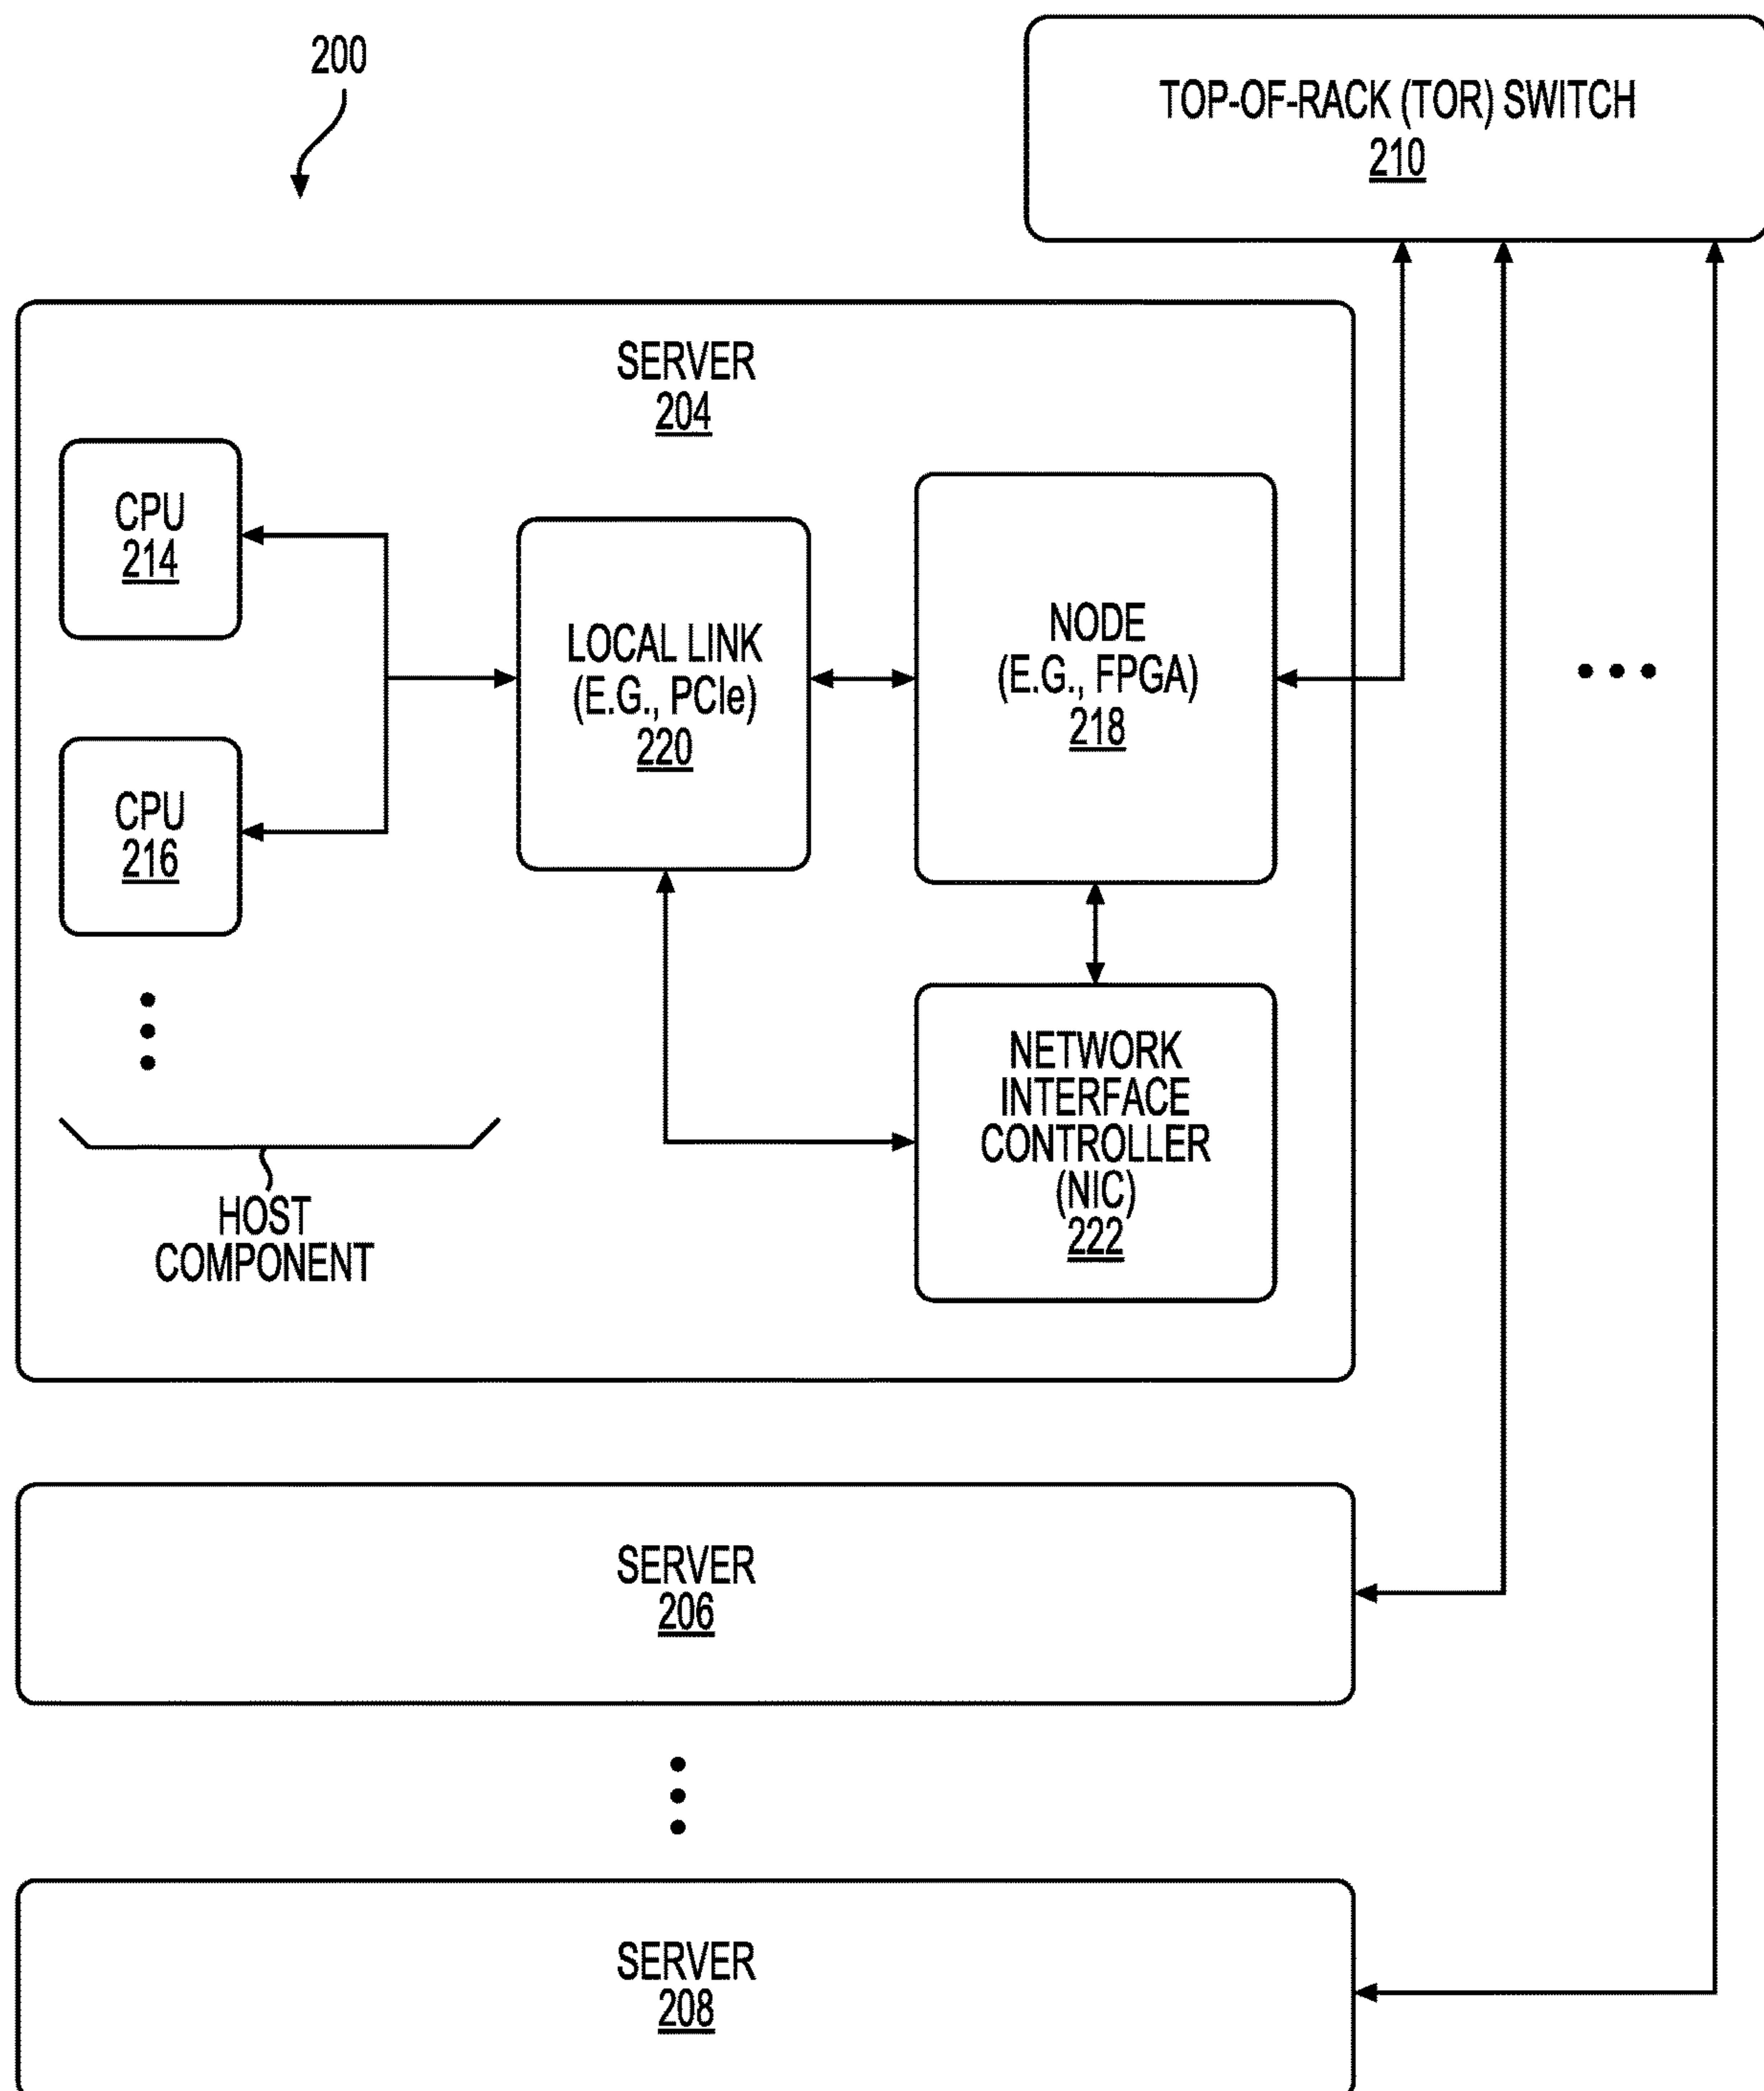 200
TOP-OF-RACK (TOR) SWITCH
210
SERVER
204
CPU
214
LOCAL LINK
(E.G., PCIe)
220
NODE
(E.G., FPGA)
218
CPU
216
NETWORK
INTERFACE
CONTROLLER
(NIC)
222
HOST
COMPONENT
SERVER
206
SERVER
208